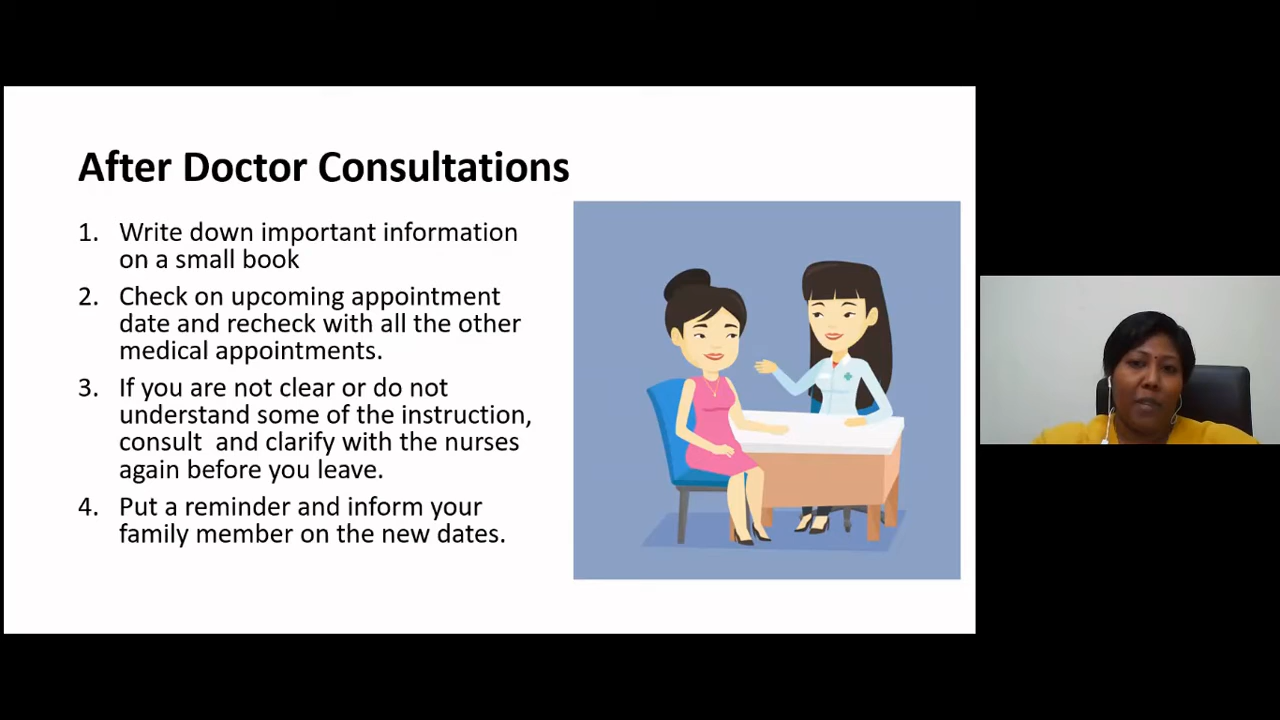 After Doctor Consultations
1. Write down important information
on a small book
2. Check on upcoming appointment
date and recheck with all the other
medical appointments.
3. If you are not clear or do not
understand some of the instruction,
consult  and clarify with the nurses
again before you leave.
4. Put a reminder and inform your
family member on the new dates.